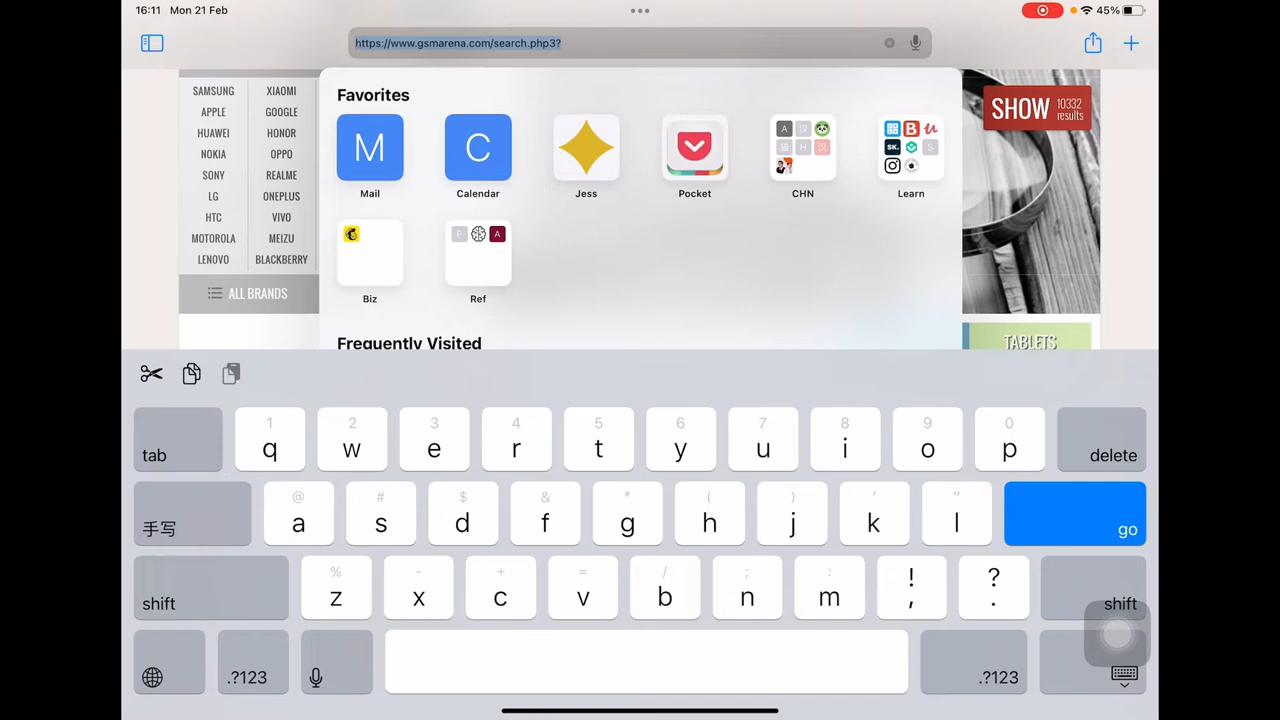 16:11 Mon 21 Feb
45%
https://www.gsmarena.com/search.php3?
SAMSUNG XIAOMI
APPLE GOOGLE
HUAWEI HONOR
NOKIA OPPO
SONY REALME
LG ONEPLUS
HTC VIVO
MOTOROLA MEIZU
LENOVO BLACKBERRY
ALL BRANDS
Favorites
M C A 汉
H 汉
B SK. S
Mail Calendar Jess Pocket CHN Learn
P A
Biz Ref
Frequently Visited
SHOW 10332 results
TABLETS
tab 1 q 2 w 3 e 4 r 5 t 6 y 7 u 8 i 9 o 0 p delete
手写 @ a # s $ d & f * g ( h ) j ' k " l go
shift % z - x + c = v / b ; n : m ! , ? . shift
.?123 .?123